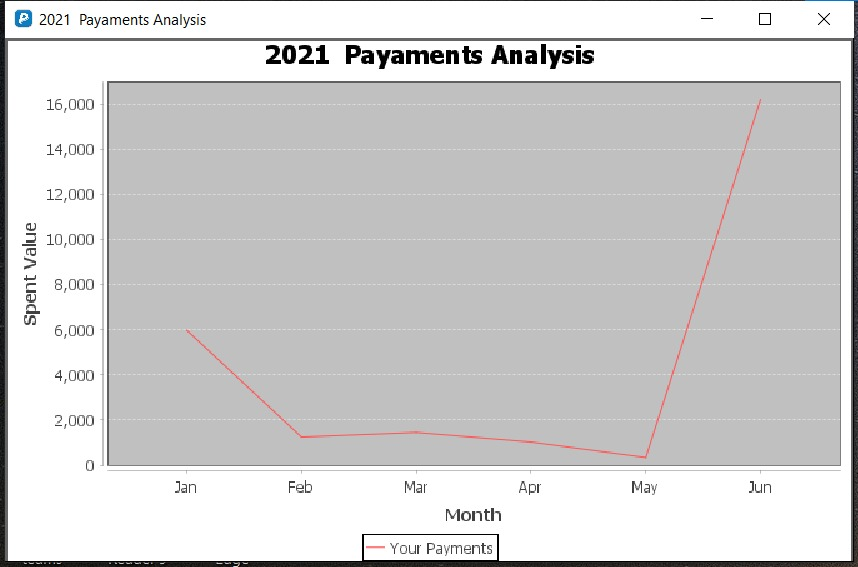 2021  Payaments Analysis
2021  Payaments Analysis
16,000
14,000
12,000
10,000
8,000
6,000
4,000
2,000
0
Spent Value
Jan Feb Mar Apr May Jun
Month
Your Payments